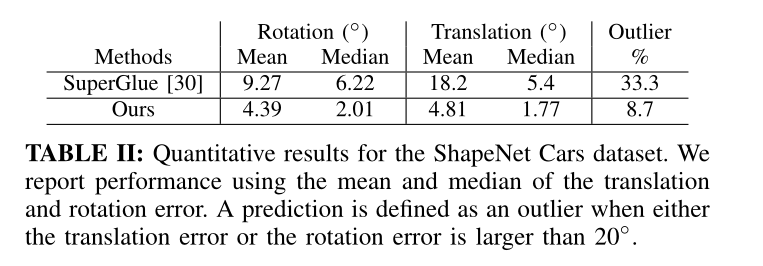 Rotation (°) Translation (°) Outlier
Methods Mean Median Mean Median %
SuperGlue [30] 9.27 6.22 18.2 5.4 33.3
Ours 4.39 2.01 4.81 1.77 8.7
TABLE II: Quantitative results for the ShapeNet Cars dataset. We
report performance using the mean and median of the translation
and rotation error. A prediction is defined as an outlier when either
the translation error or the rotation error is larger than 20°.